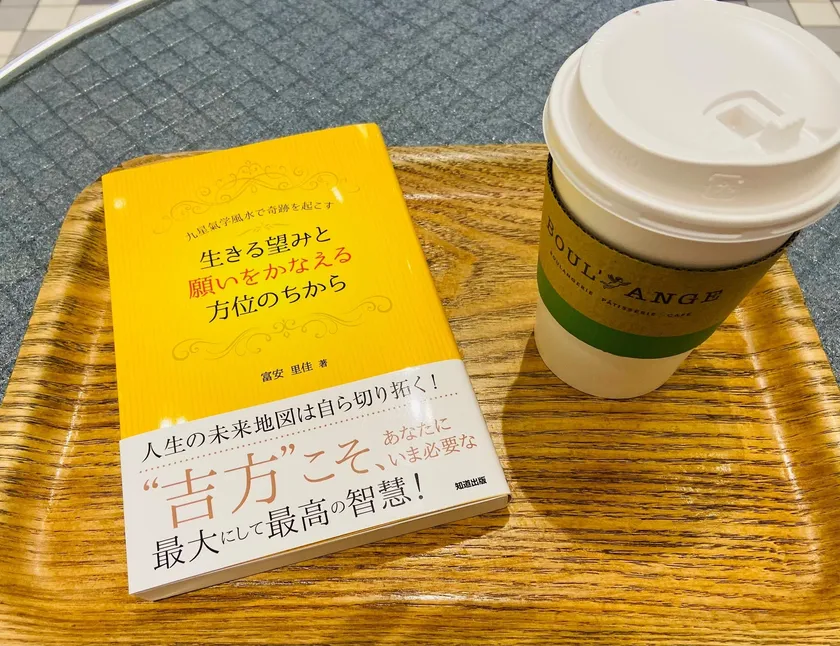 九星氣学風水で奇跡を起こす
生きる望みと
願いをかなえる
方位のちから
富安 里佳 著
人生の未来地図は自ら切り拓く!
“吉方”こそ、あなたに
いま必要な
最大にして最高の智慧!
知道出版
BOUL'ANGE
BOULANGERIE PATISSERIE CAFE